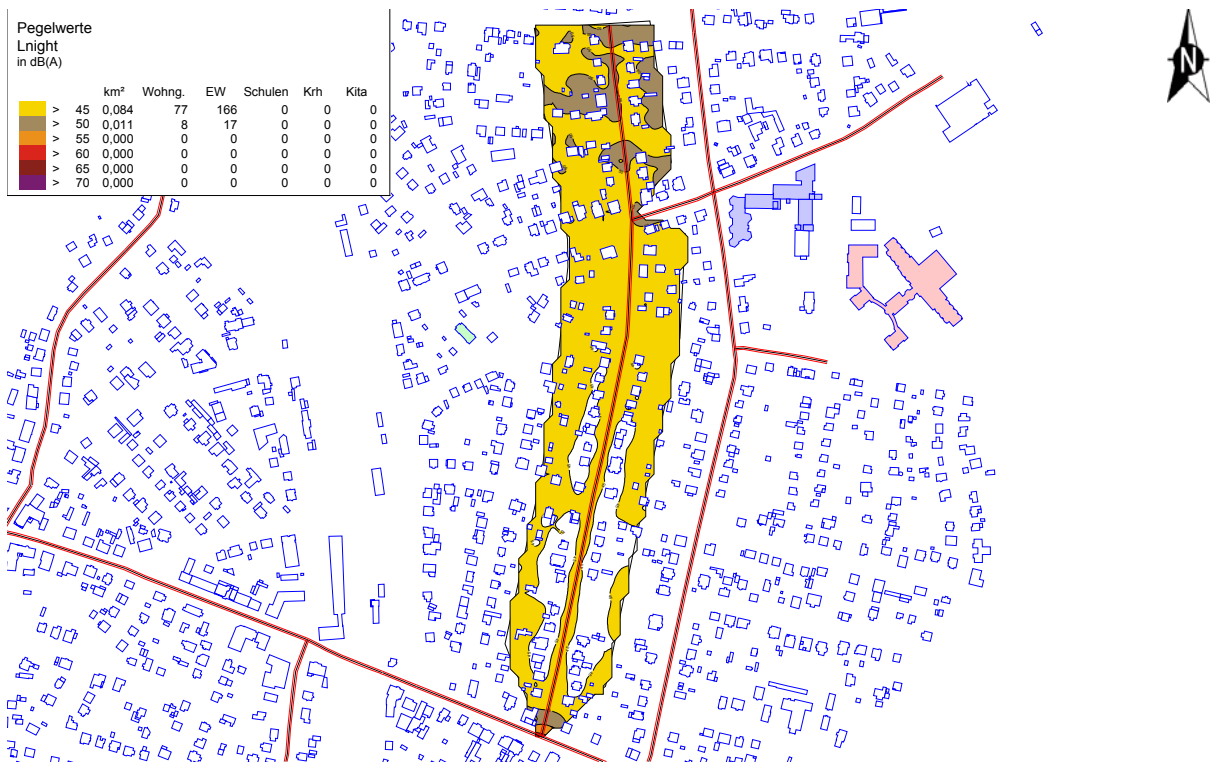 Pegelwerte
Lnight
in dB(A)
km² Wohng. EW Schulen Krh Kita
> 45 0,084 77 166 0 0 0
> 50 0,011 8 17 0 0 0
> 55 0,000 0 0 0 0 0
> 60 0,000 0 0 0 0 0
> 65 0,000 0 0 0 0 0
> 70 0,000 0 0 0 0 0
N